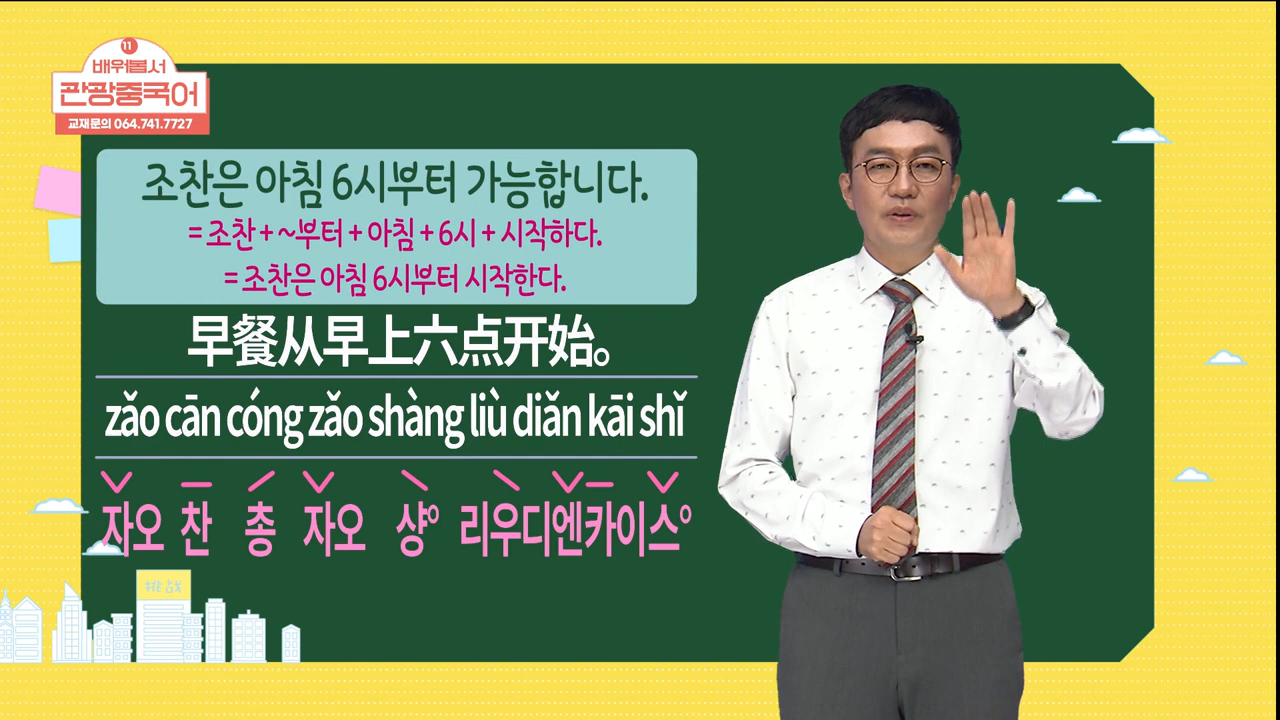 11
배워봅서
관광중국어
교재문의 064.741.7727
조찬은 아침 6시부터 가능합니다.
= 조찬 + ~부터 + 아침 + 6시 + 시작하다.
= 조찬은 아침 6시부터 시작한다.
早餐从早上六点开始。
zǎo cān cóng zǎo shàng liù diǎn kāi shǐ
자오 찬 총 자오 샹° 리우디엔카이스°
挑战